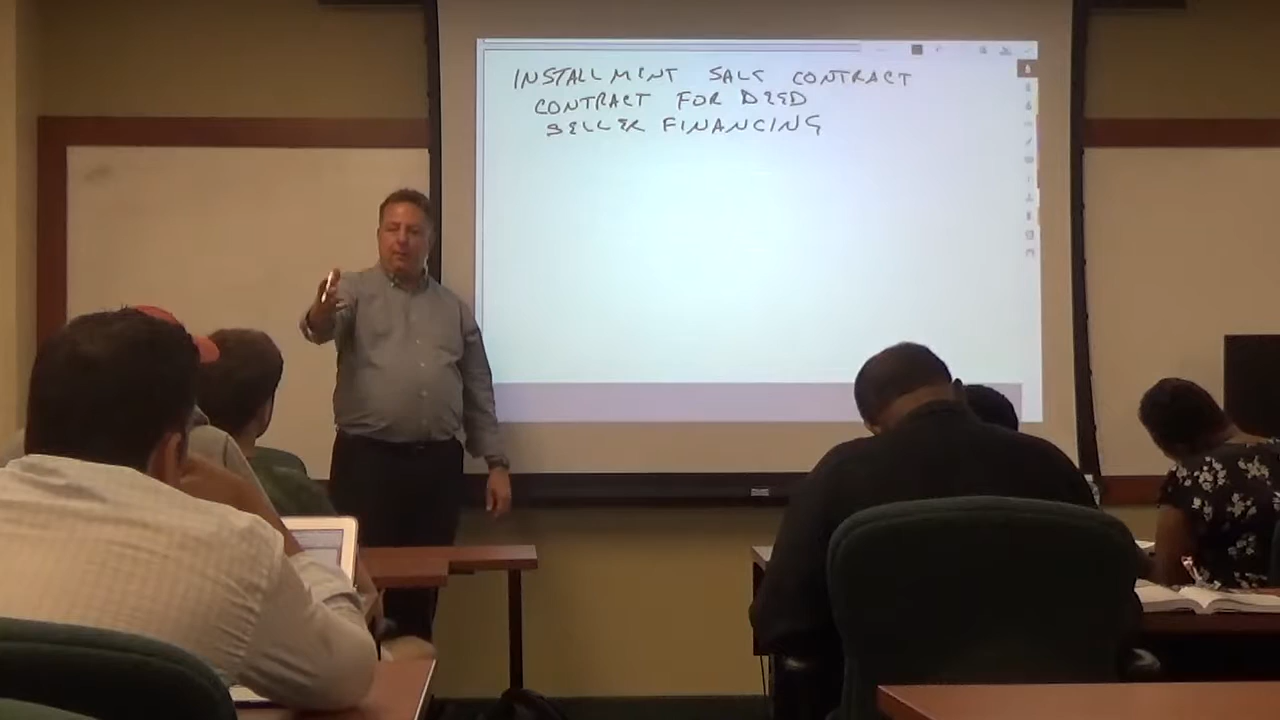 INSTALLMENT SALE CONTRACT
CONTRACT FOR DEED
SELLER FINANCING